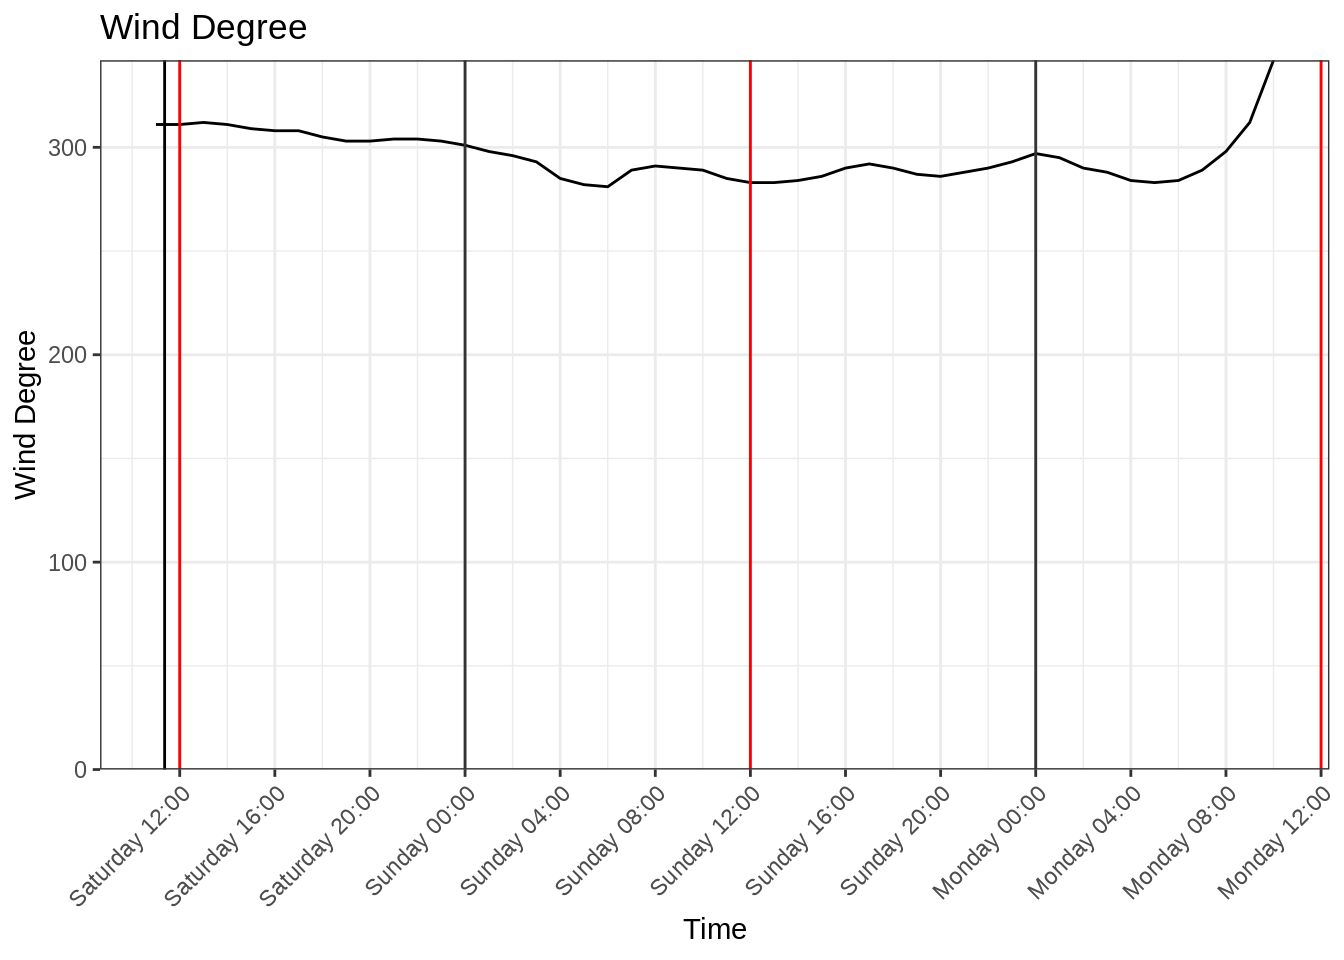 Wind Degree
Wind Degree
300
200
100
0
Saturday 12:00
Saturday 16:00
Saturday 20:00
Sunday 00:00
Sunday 04:00
Sunday 08:00
Sunday 12:00
Sunday 16:00
Sunday 20:00
Monday 00:00
Monday 04:00
Monday 08:00
Monday 12:00
Time